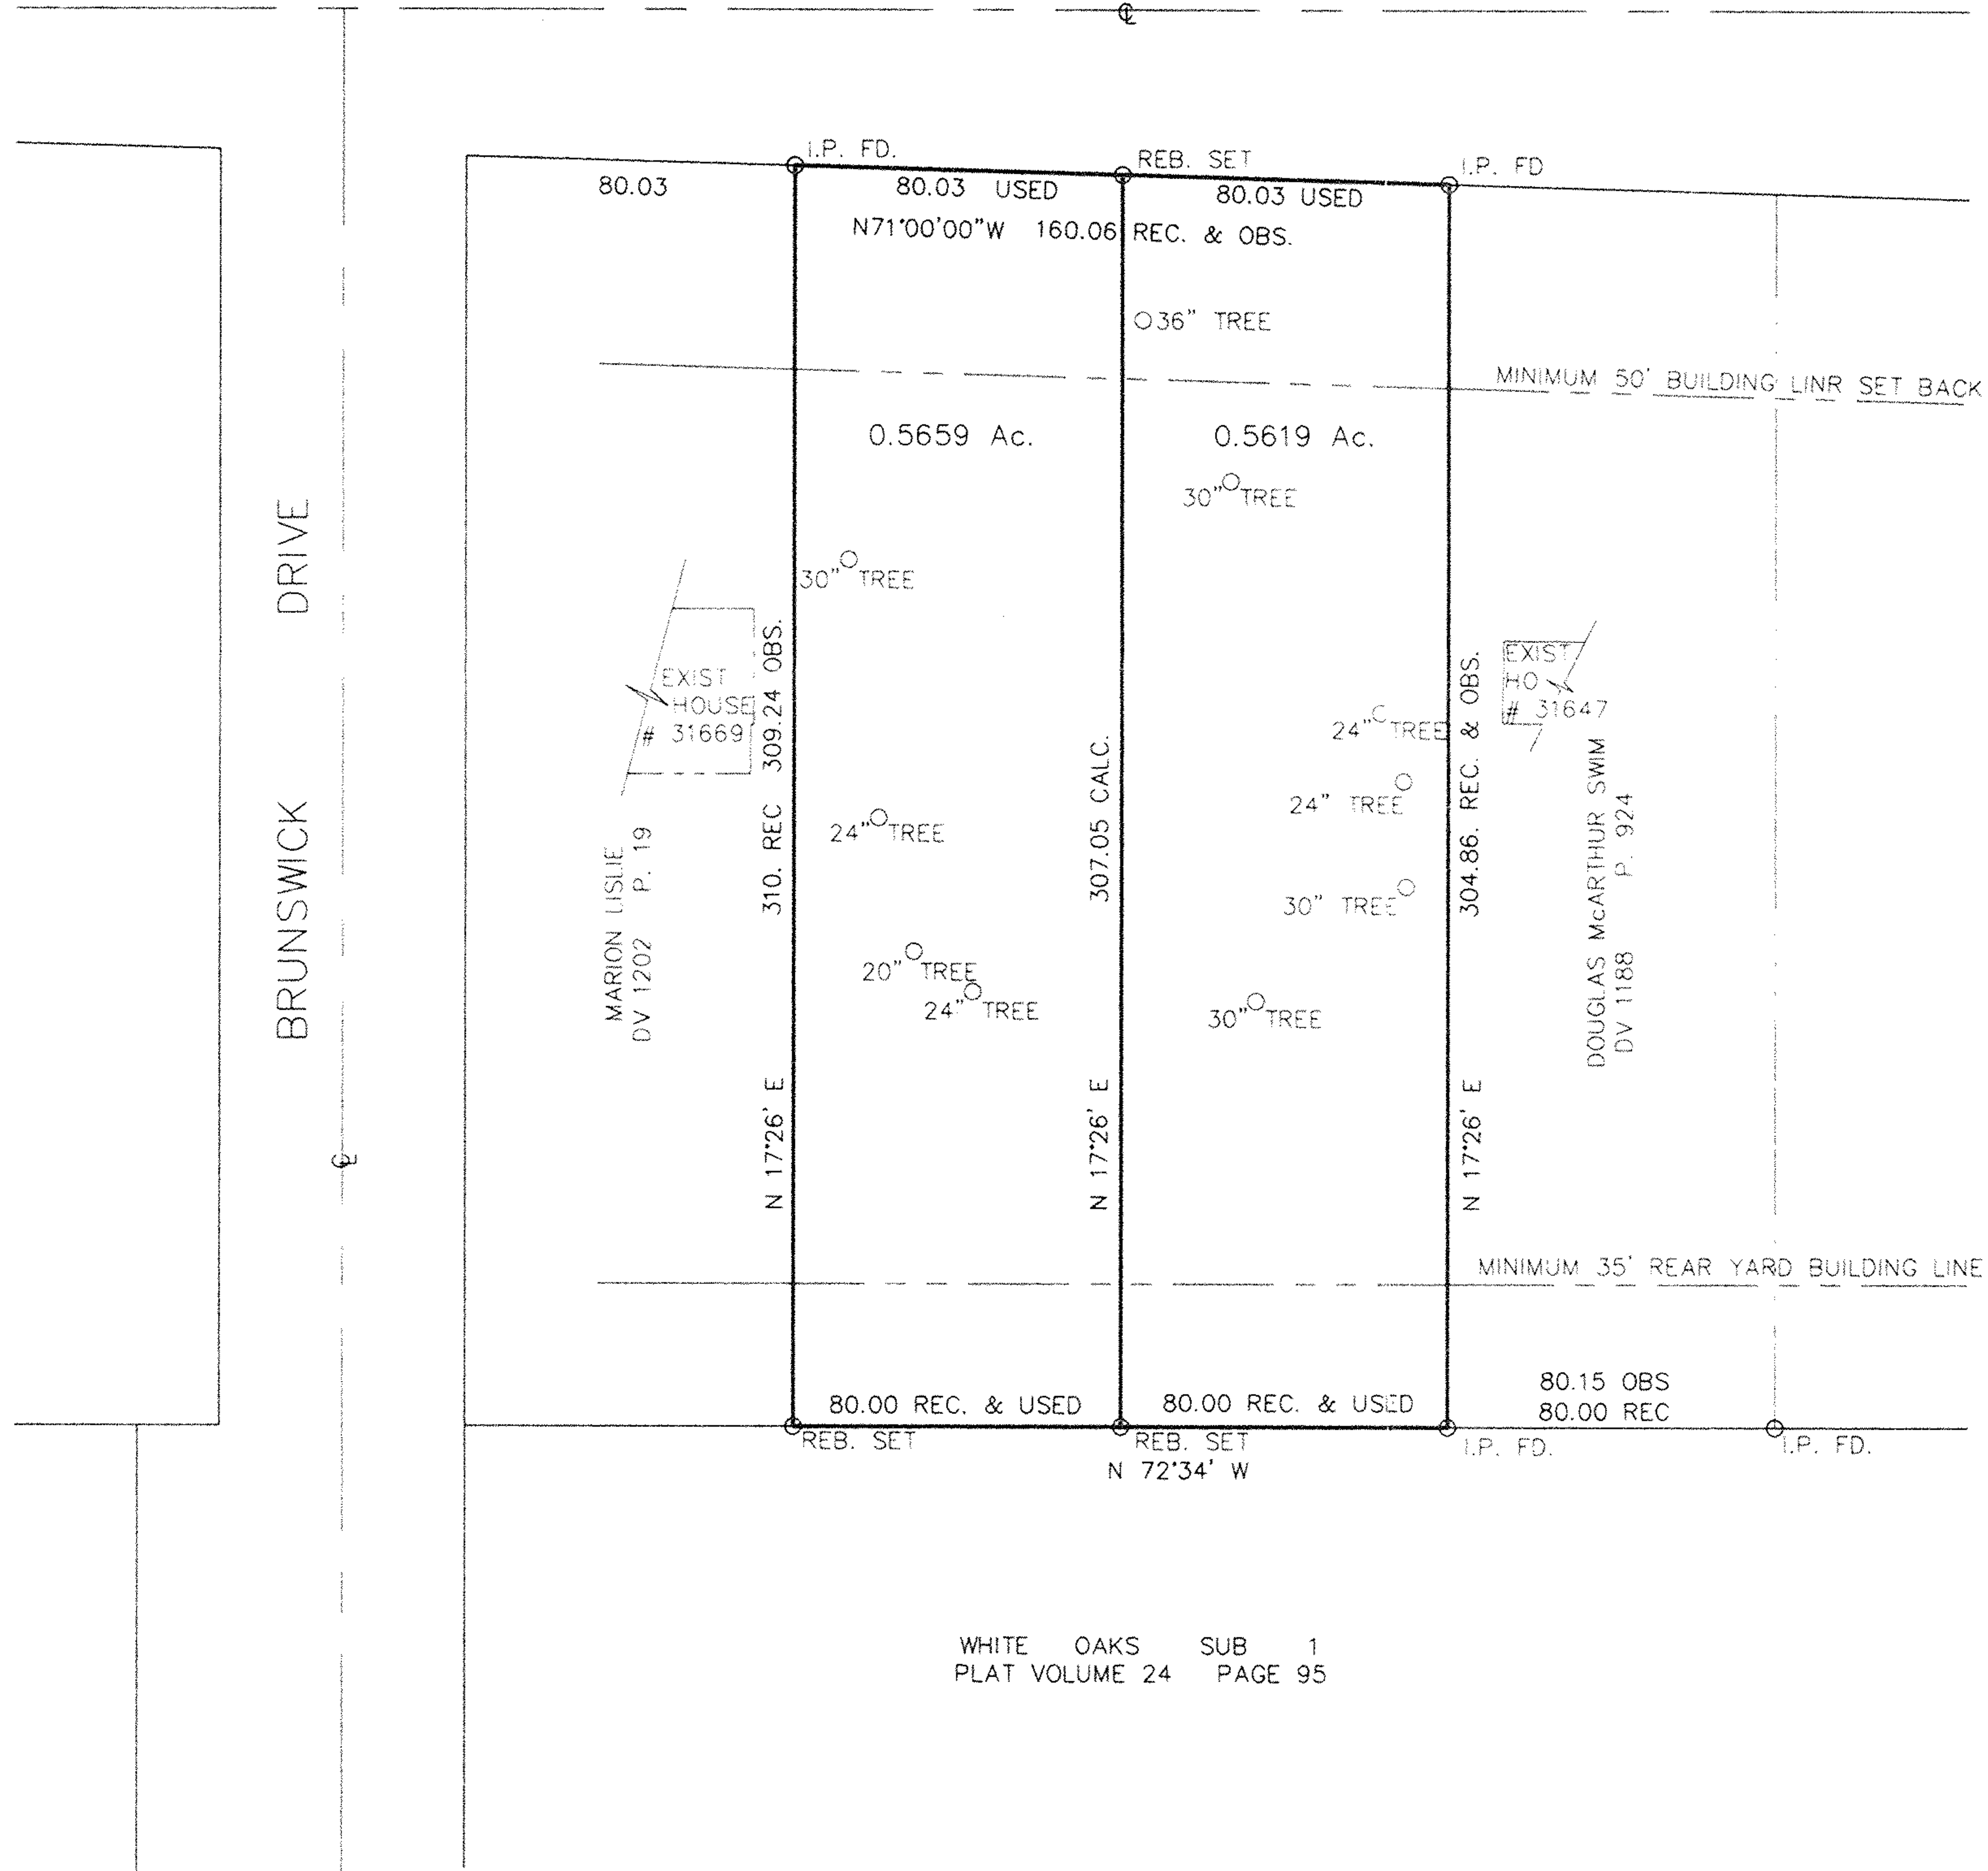 I.P. FD.
REB. SET
I.P. FD
80.03
80.03 USED
80.03 USED
N71°00'00"W 160.06 REC. & OBS.
36" TREE
MINIMUM 50' BUILDING LINR SET BACK
0.5659 Ac.
0.5619 Ac.
30" TREE
30" TREE
BRUNSWICK DRIVE
EXIST
HOUSE
# 31669
EXIST
HO
# 31647
MARION LISLIE
DV 1202 P. 19
310. REC 309.24 OBS.
N 17°26' E
307.05 CALC.
N 17°26' E
304.86. REC. & OBS.
N 17°26' E
DOUGLAS McARTHUR SWIM
DV 1188 P. 924
24" TREE
24" TREE
24" TREE
30" TREE
20" TREE
24" TREE
30" TREE
MINIMUM 35' REAR YARD BUILDING LINE
80.00 REC. & USED
80.00 REC. & USED
80.15 OBS
80.00 REC
REB. SET
REB. SET
I.P. FD.
I.P. FD.
N 72°34' W
WHITE OAKS SUB 1
PLAT VOLUME 24 PAGE 95